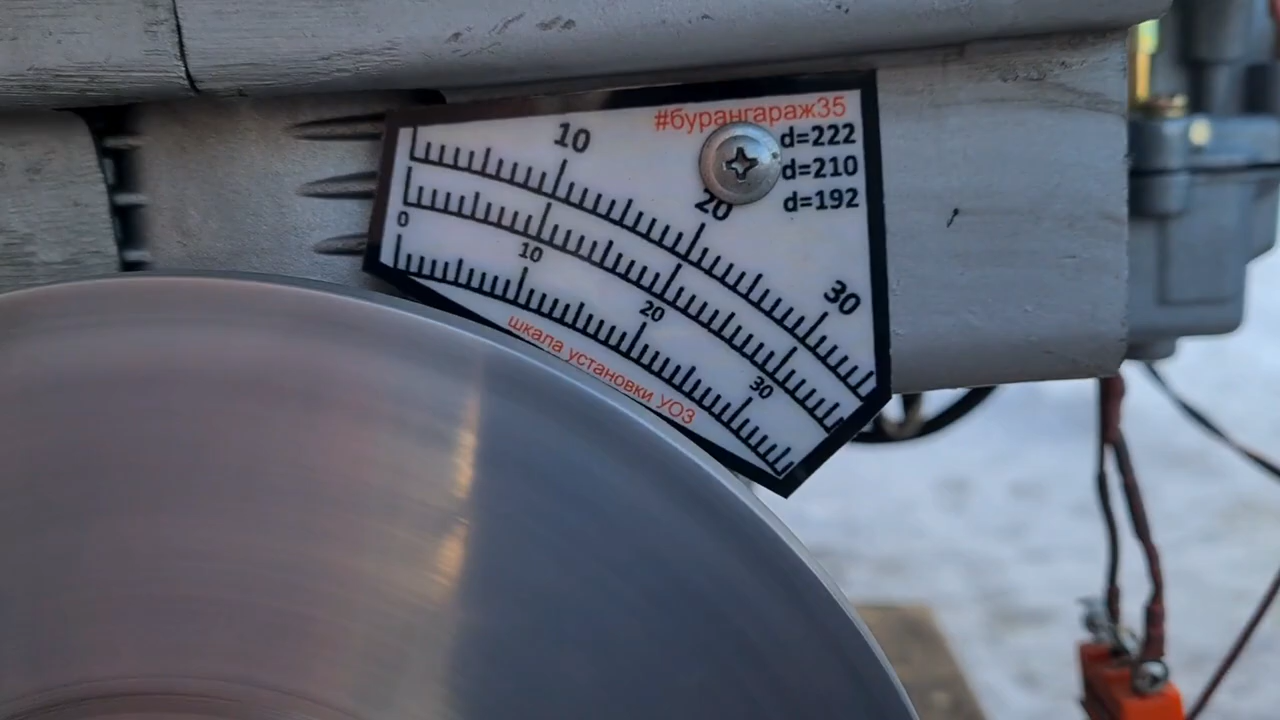 #бурангараж35
d=222
d=210
d=192
10
20
30
0
10
20
30
шкала установки УОЗ